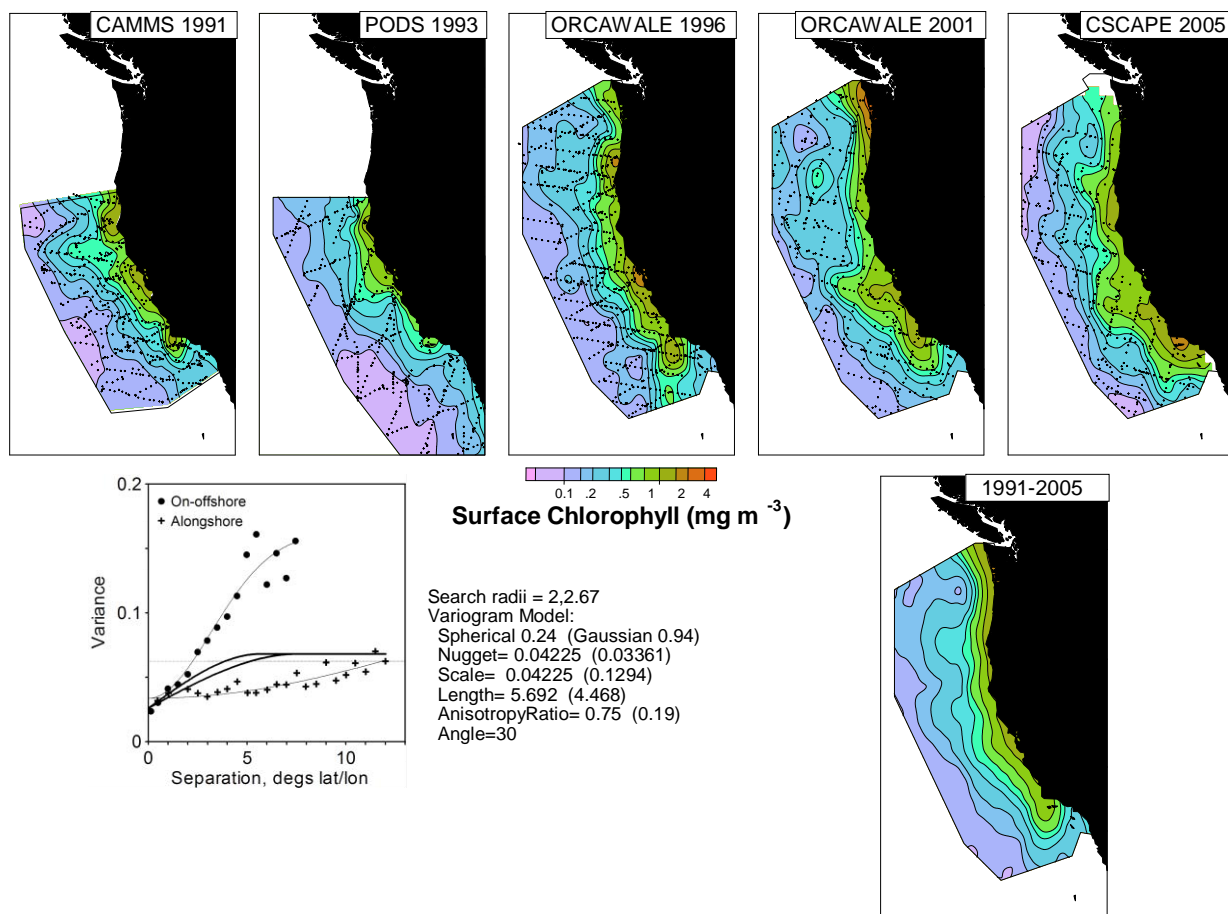 CAMMS 1991
PODS 1993
ORCAWALE 1996
ORCAWALE 2001
CSCAPE 2005
0.1 .2 .5 1 2 4
Surface Chlorophyll (mg m -3)
1991-2005
0.2
0.1
0
Variance
On-offshore
Alongshore
0 5 10
Separation, degs lat/lon
Search radii = 2,2.67
Variogram Model:
Spherical 0.24 (Gaussian 0.94)
Nugget= 0.04225 (0.03361)
Scale= 0.04225 (0.1294)
Length= 5.692 (4.468)
AnisotropyRatio= 0.75 (0.19)
Angle=30